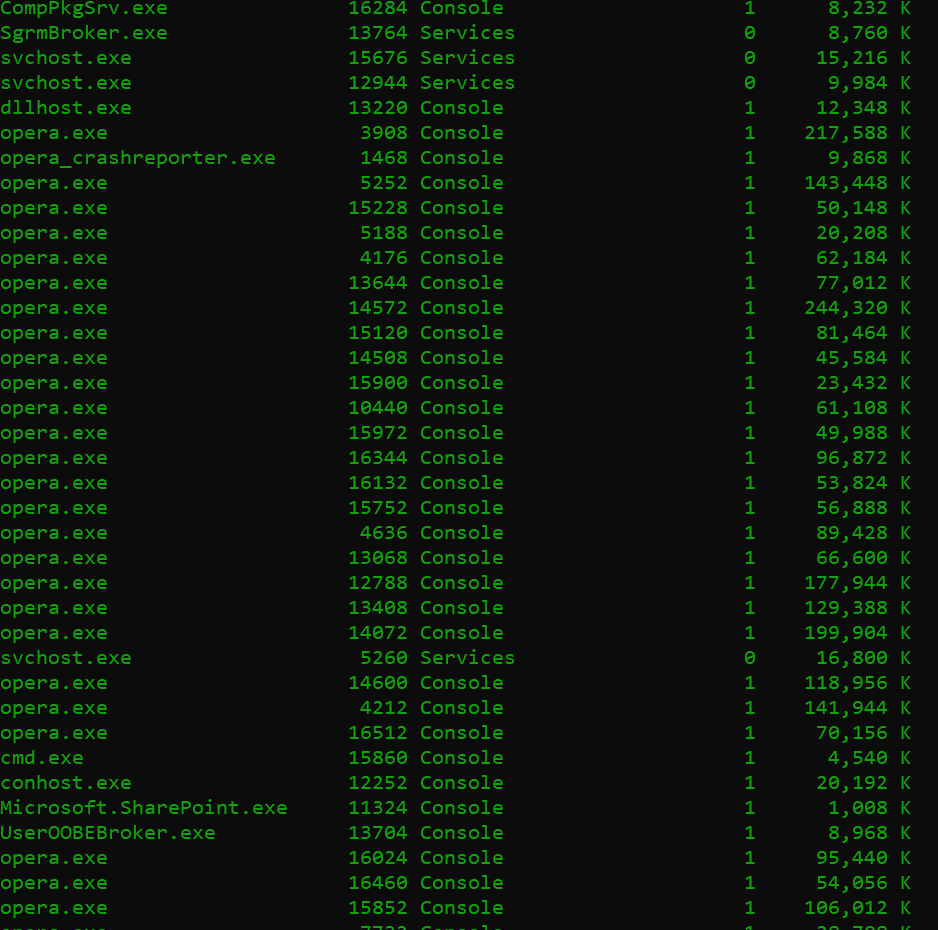 CompPkgSrv.exe 16284 Console 1 8,232 K
SgrmBroker.exe 13764 Services 0 8,760 K
svchost.exe 15676 Services 0 15,216 K
svchost.exe 12944 Services 0 9,984 K
dllhost.exe 13220 Console 1 12,348 K
opera.exe 3908 Console 1 217,588 K
opera_crashreporter.exe 1468 Console 1 9,868 K
opera.exe 5252 Console 1 143,448 K
opera.exe 15228 Console 1 50,148 K
opera.exe 5188 Console 1 20,208 K
opera.exe 4176 Console 1 62,184 K
opera.exe 13644 Console 1 77,012 K
opera.exe 14572 Console 1 244,320 K
opera.exe 15120 Console 1 81,464 K
opera.exe 14508 Console 1 45,584 K
opera.exe 15900 Console 1 23,432 K
opera.exe 10440 Console 1 61,108 K
opera.exe 15972 Console 1 49,988 K
opera.exe 16344 Console 1 96,872 K
opera.exe 16132 Console 1 53,824 K
opera.exe 15752 Console 1 56,888 K
opera.exe 4636 Console 1 89,428 K
opera.exe 13068 Console 1 66,600 K
opera.exe 12788 Console 1 177,944 K
opera.exe 13408 Console 1 129,388 K
opera.exe 14072 Console 1 199,904 K
svchost.exe 5260 Services 0 16,800 K
opera.exe 14600 Console 1 118,956 K
opera.exe 4212 Console 1 141,944 K
opera.exe 16512 Console 1 70,156 K
cmd.exe 15860 Console 1 4,540 K
conhost.exe 12252 Console 1 20,192 K
Microsoft.SharePoint.exe 11324 Console 1 1,008 K
UserOOBEBroker.exe 13704 Console 1 8,968 K
opera.exe 16024 Console 1 95,440 K
opera.exe 16460 Console 1 54,056 K
opera.exe 15852 Console 1 106,012 K